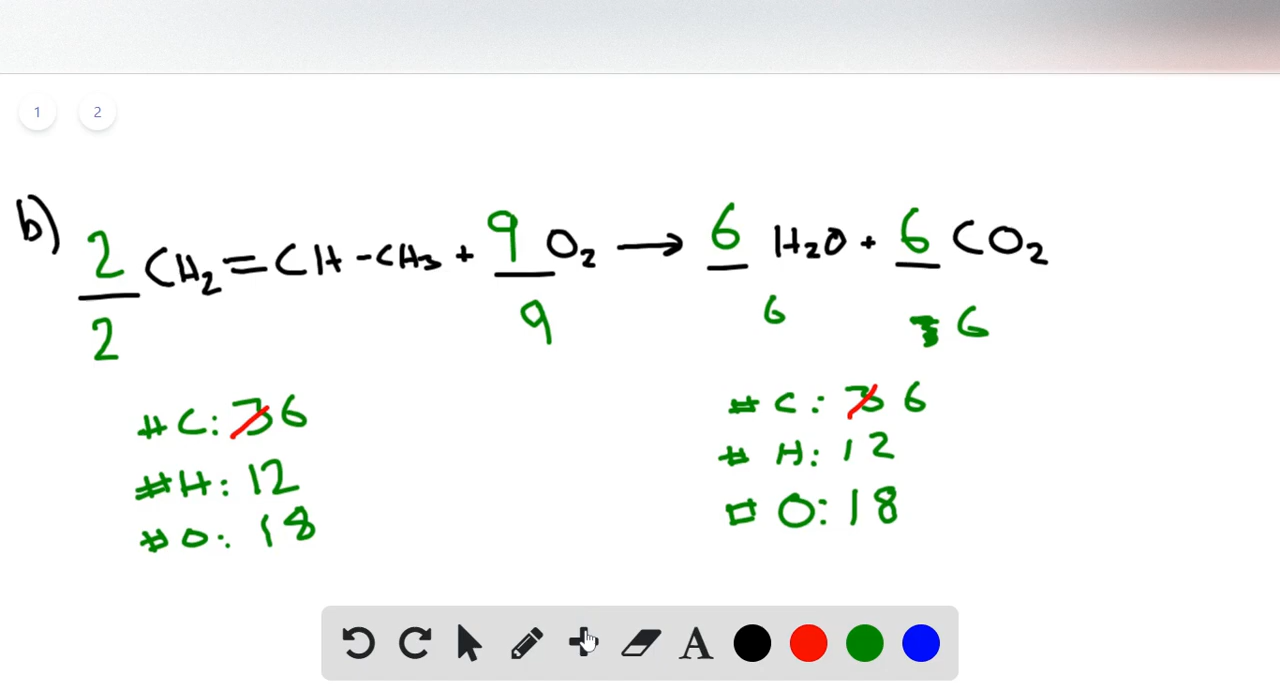 1 2
b) 2 CH₂=CH-CH₃ + 9 O₂ → 6 H₂O + 6 CO₂
2 9 6 3 6
#C: 3 6 #C: 3 6
#H: 12 #H: 12
#O: 18 #O: 18
A